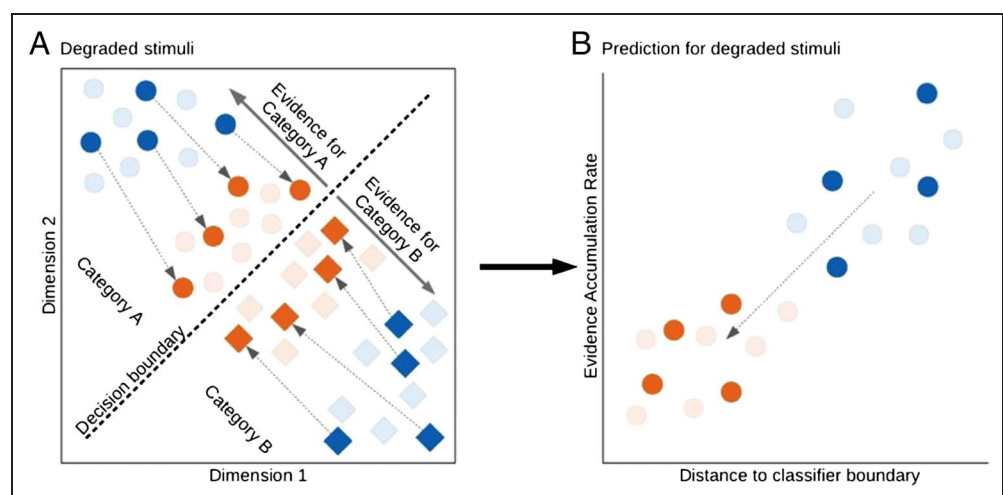 A Degraded stimuli
Evidence for
Category A
Evidence for
Category B
Category A
Decision boundary
Category B
Dimension 2
Dimension 1
B Prediction for degraded stimuli
Evidence Accumulation Rate
Distance to classifier boundary